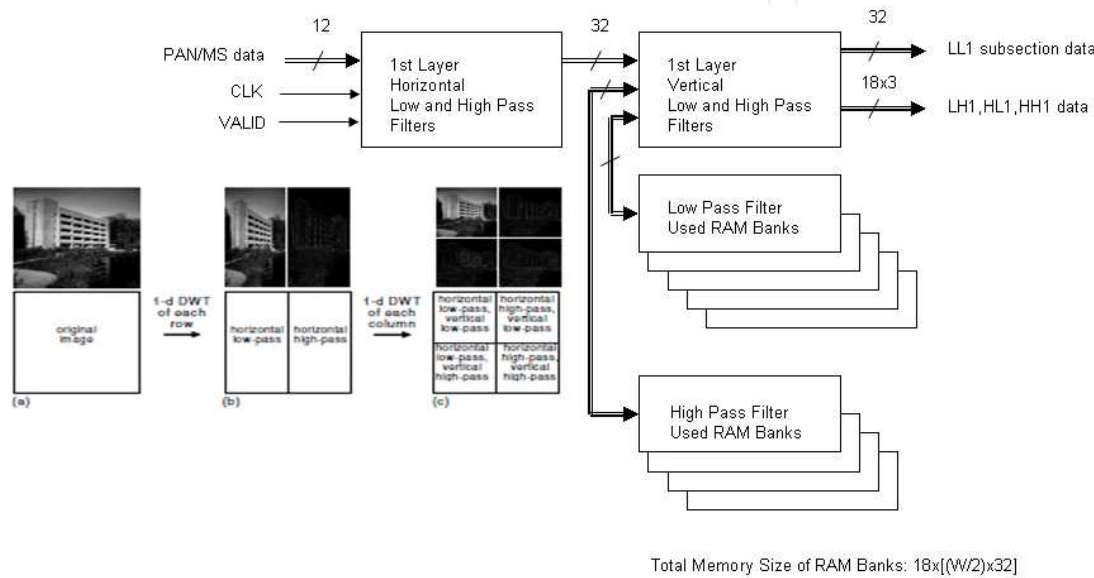 12
32
32
PAN/MS data
CLK
VALID
1st Layer
Horizontal
Low and High Pass
Filters
1st Layer
Vertical
Low and High Pass
Filters
LL1 subsection data
18x3
LH1,HL1,HH1 data
Low Pass Filter
Used RAM Banks
original
image
1-d DWT
of each
row
horizontal
low-pass
horizontal
high-pass
1-d DWT
of each
column
horizontal
low-pass,
vertical
low-pass
horizontal
high-pass,
vertical
low-pass
horizontal
low-pass,
vertical
high-pass
horizontal
high-pass,
vertical
high-pass
(a)
(b)
(c)
High Pass Filter
Used RAM Banks
Total Memory Size of RAM Banks: 18x[(W/2)x32]